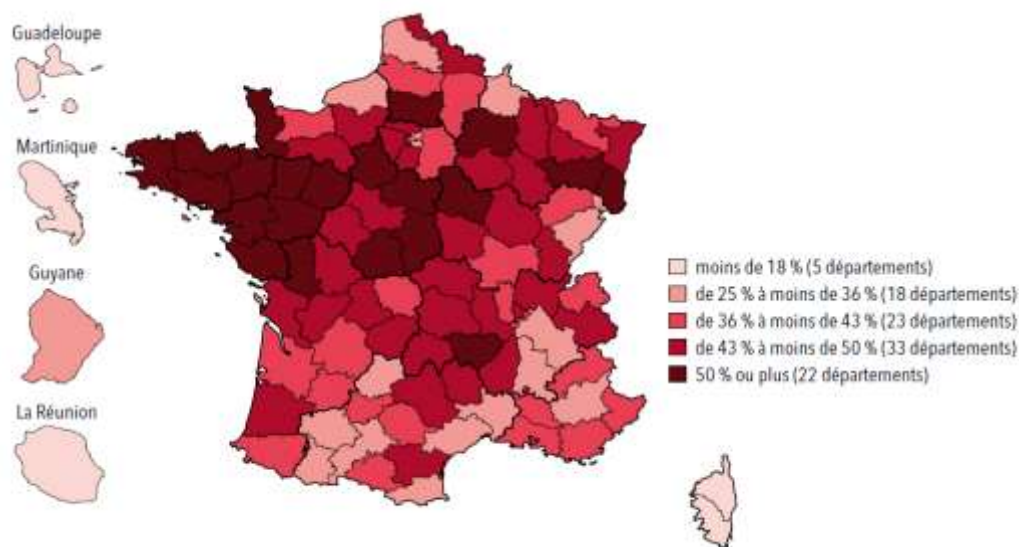 Guadeloupe
Martinique
Guyane
La Réunion
moins de 18 % (5 départements)
de 25 % à moins de 36 % (18 départements)
de 36 % à moins de 43 % (23 départements)
de 43 % à moins de 50 % (33 départements)
50 % ou plus (22 départements)